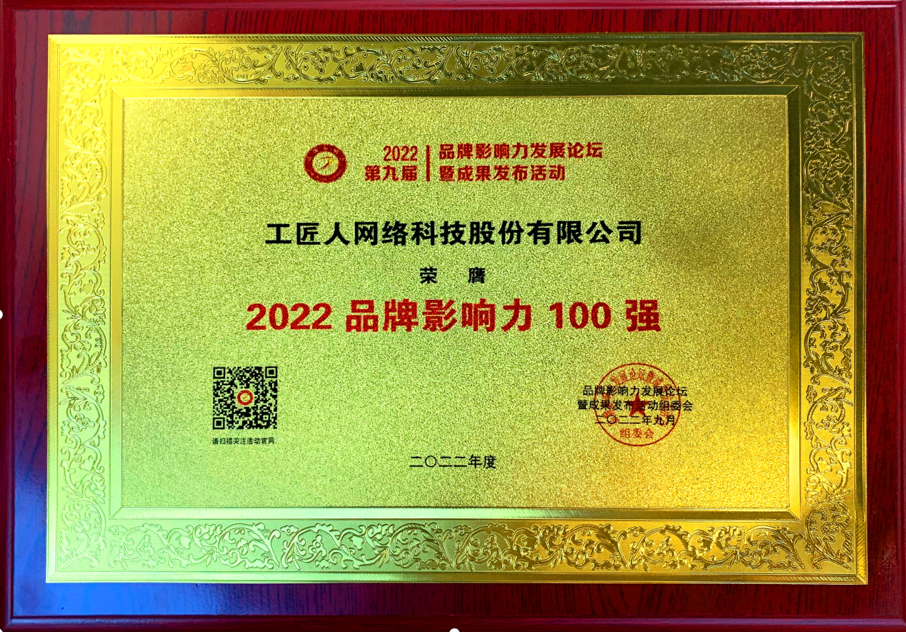 2022
第九届
品牌影响力发展论坛
暨成果发布活动
工匠人网络科技股份有限公司
荣 膺
2022 品牌影响力 100 强
请扫描关注活动官网
品牌影响力发展论坛
暨成果发布活动组委会
二〇二二年九月
组委会
二〇二二年度